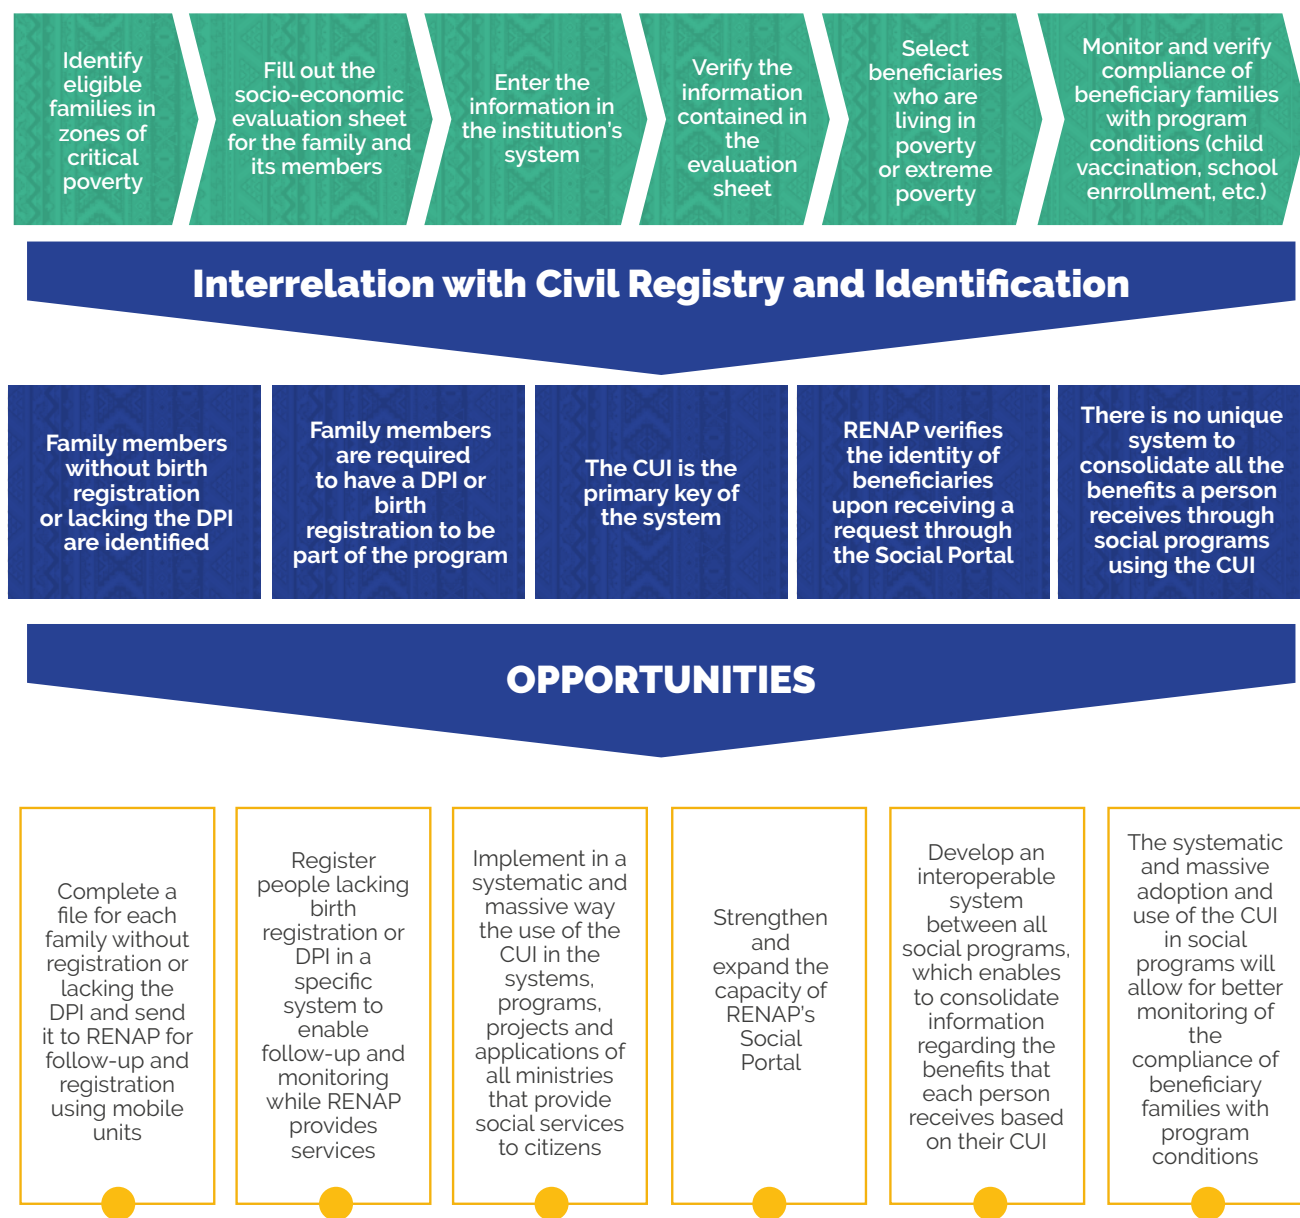 Identify
eligible
families in
zones of
critical
poverty
Fill out the
socio-economic
evaluation sheet
for the family and
its members
Enter the
information in
the institution's
system
Verify the
information
contained in
the
evaluation
sheet
Select
beneficiaries
who are
living in
poverty
or extreme
poverty
Monitor and verify
compliance of
beneficiary families
with program
conditions (child
vaccination, school
enrrollment, etc.)
Interrelation with Civil Registry and Identification
Family members
without birth
registration
or lacking the DPI
are identified
Family members
are required
to have a DPI or
birth
registration to be
part of the program
The CUI is the
primary key of
the system
RENAP verifies
the identity of
beneficiaries
upon receiving a
request through
the Social Portal
There is no unique
system to
consolidate all the
benefits a person
receives through
social programs
using the CUI
OPPORTUNITIES
Complete a
file for each
family without
registration or
lacking the
DPI and send
it to RENAP for
follow-up and
registration
using mobile
units
Register
people lacking
birth
registration or
DPI in a
specific
system to
enable
follow-up and
monitoring
while RENAP
provides
services
Implement in a
systematic and
massive way
the use of the
CUI in the
systems,
programs,
projects and
applications of
all ministries
that provide
social services
to citizens
Strengthen
and
expand the
capacity of
RENAP's
Social
Portal
Develop an
interoperable
system
between all
social programs,
which enables
to consolidate
information
regarding the
benefits that
each person
receives based
on their CUI
The systematic
and massive
adoption and
use of the CUI
in social
programs will
allow for better
monitoring of
the
compliance of
beneficiary
families with
program
conditions